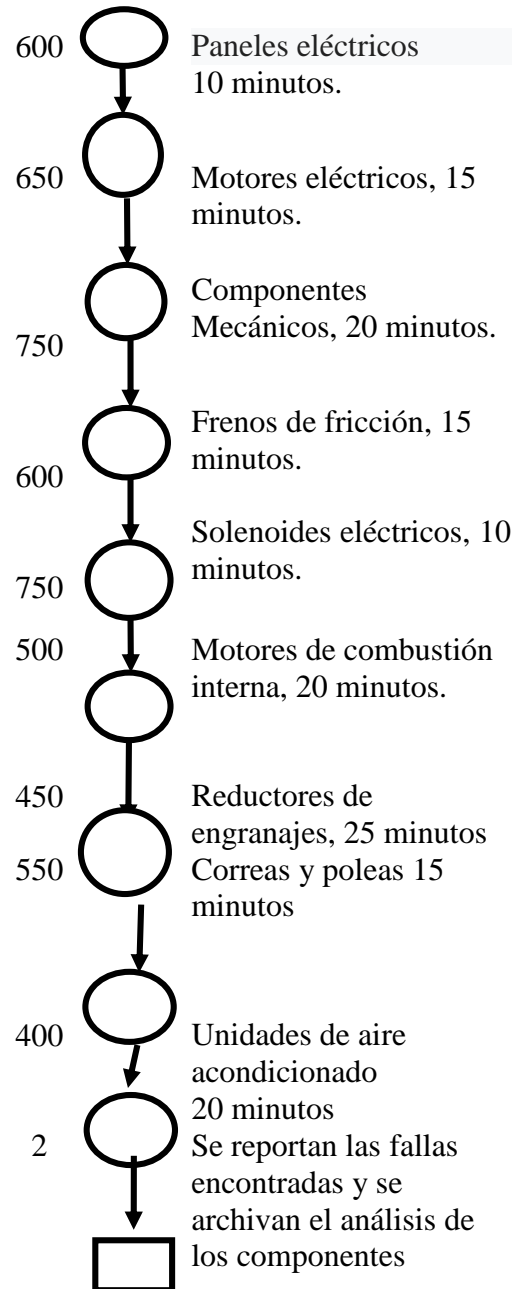 600 Paneles eléctricos
10 minutos.
650 Motores eléctricos, 15
minutos.
Componentes
Mecánicos, 20 minutos.
750
Frenos de fricción, 15
minutos.
600
Solenoides eléctricos, 10
minutos.
750
500 Motores de combustión
interna, 20 minutos.
450 Reductores de
engranajes, 25 minutos
550 Correas y poleas 15
minutos
400 Unidades de aire
acondicionado
20 minutos
2 Se reportan las fallas
encontradas y se
archivan el análisis de
los componentes